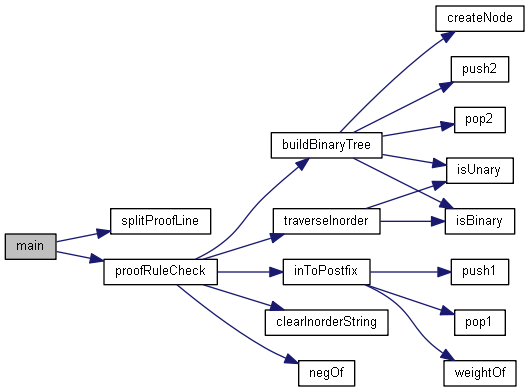 createNode
push2
pop2
buildBinaryTree
isUnary
splitProofLine
traverseInorder
isBinary
main
proofRuleCheck
inToPostfix
push1
clearInorderString
pop1
negOf
weightOf